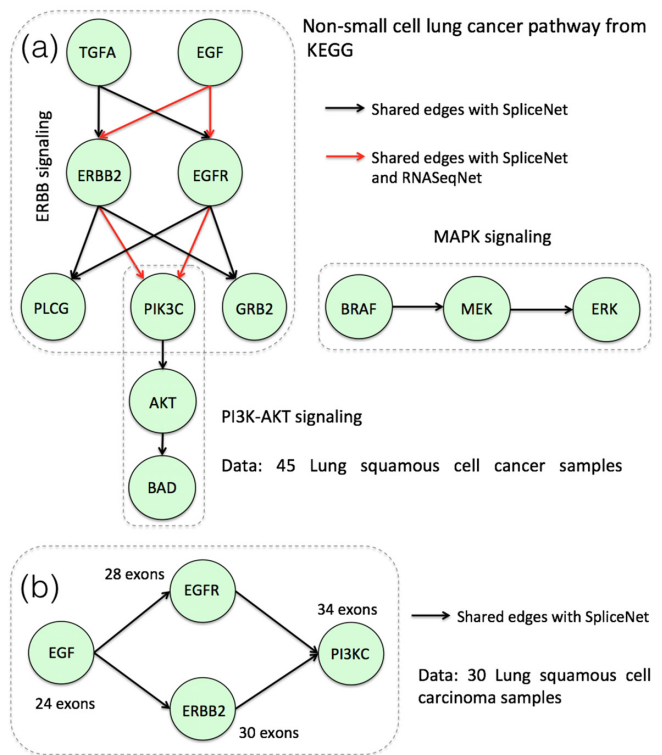 (a)
Non-small cell lung cancer pathway from
KEGG
TGFA
EGF
Shared edges with SpliceNet
Shared edges with SpliceNet
and RNASeqNet
ERBB signaling
ERBB2
EGFR
MAPK signaling
PLCG
PIK3C
GRB2
BRAF
MEK
ERK
AKT
PI3K-AKT signaling
BAD
Data: 45 Lung squamous cell cancer samples
(b)
28 exons
EGFR
34 exons
Shared edges with SpliceNet
EGF
PI3KC
24 exons
ERBB2
30 exons
Data: 30 Lung squamous cell
carcinoma samples